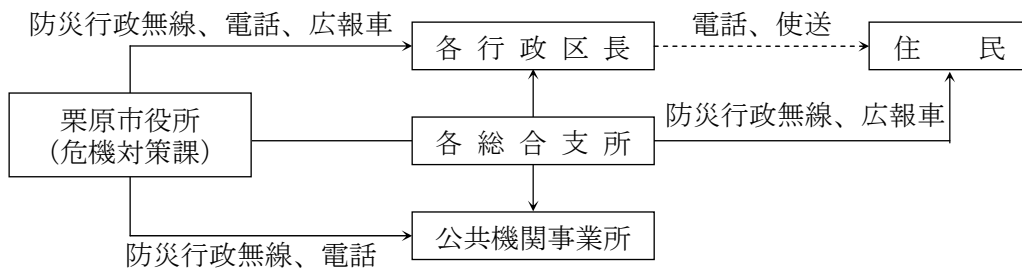 防災行政無線、電話、広報車
各行政区長
電話、使送
住民
栗原市役所
（危機対策課）
各総合支所
防災行政無線、広報車
公共機関事業所
防災行政無線、電話